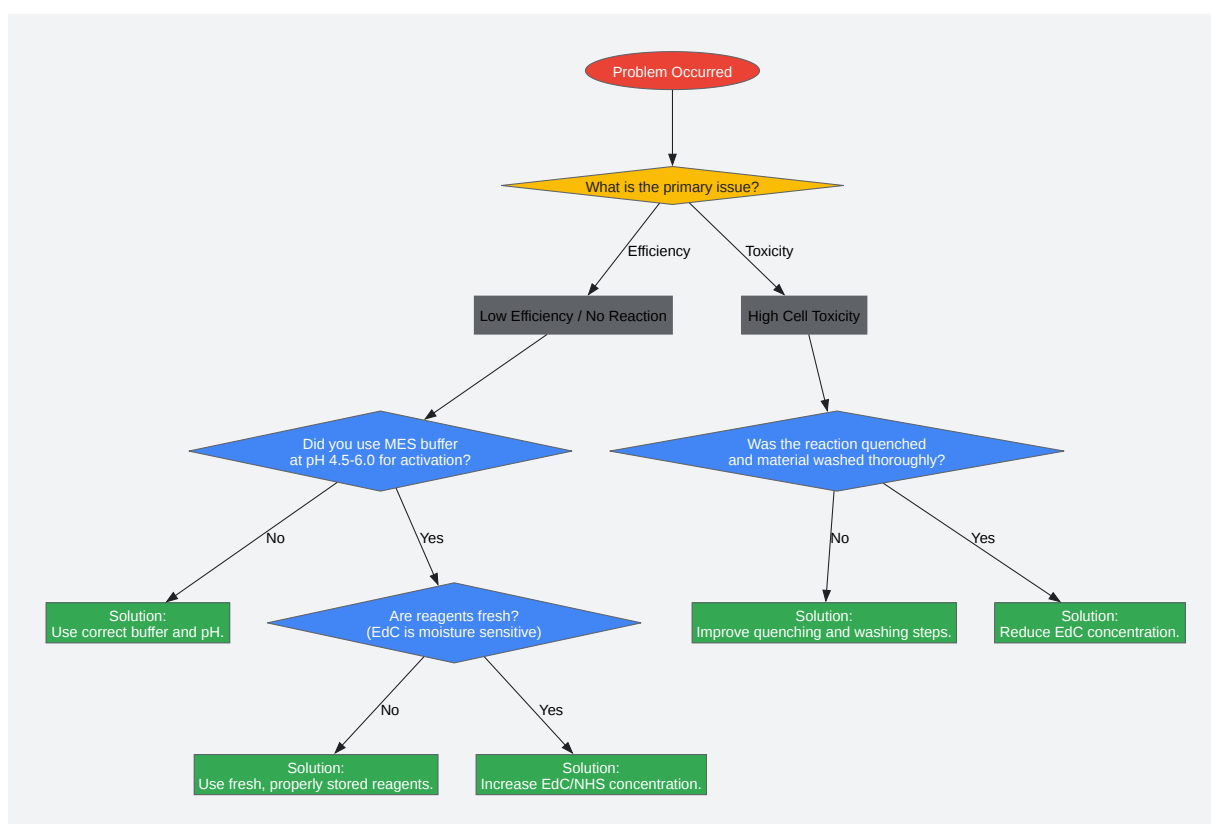 Problem Occurred
What is the primary issue?
Efficiency
Toxicity
Low Efficiency / No Reaction
High Cell Toxicity
Did you use MES buffer
at pH 4.5-6.0 for activation?
Was the reaction quenched
and material washed thoroughly?
No
Yes
No
Yes
Solution:
Use correct buffer and pH.
Are reagents fresh?
(EdC is moisture sensitive)
Solution:
Improve quenching and washing steps.
Solution:
Reduce EdC concentration.
No
Yes
Solution:
Use fresh, properly stored reagents.
Solution:
Increase EdC/NHS concentration.